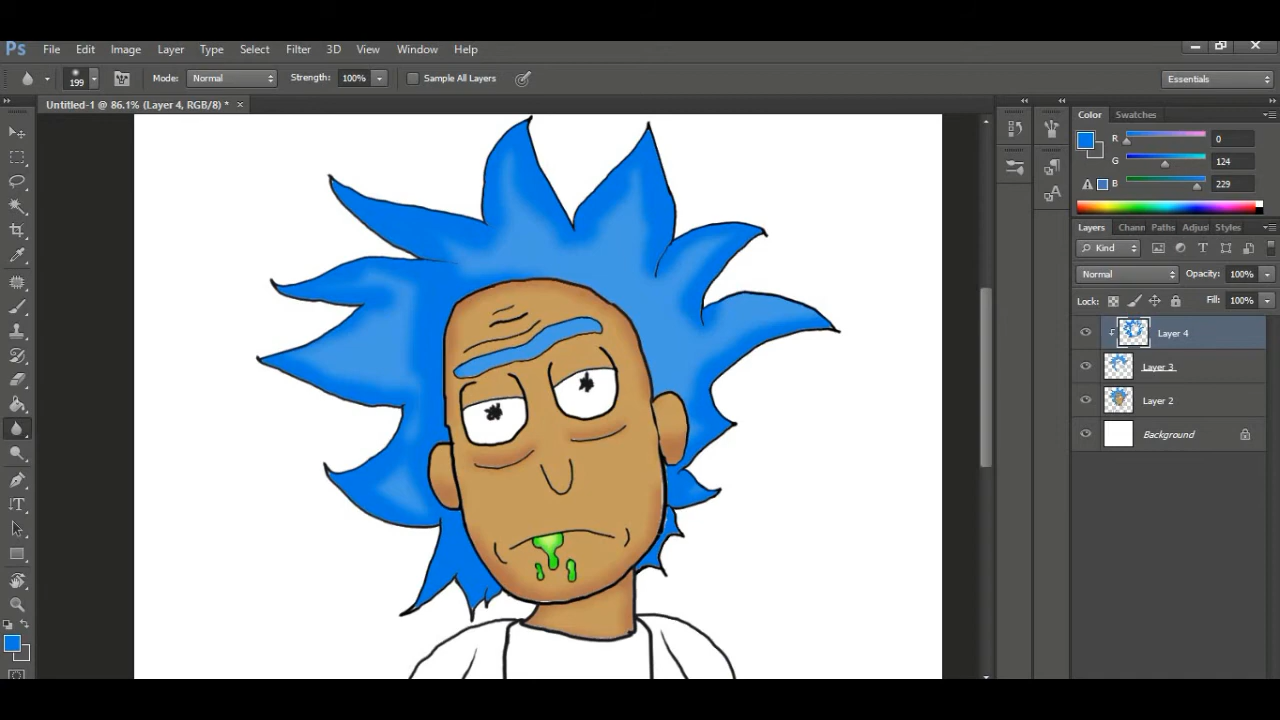 Ps File Edit Image Layer Type Select Filter 3D View Window Help
199 Mode: Normal Strength: 100% Sample All Layers Essentials
Untitled-1 @ 86.1% (Layer 4, RGB/8) * ×
Color Swatches
R 0
G 124
B 229
Layers Chann Paths Adjus Styles
Kind T
Normal Opacity: 100%
Lock: Fill: 100%
Layer 4
Layer 3
Layer 2
Background